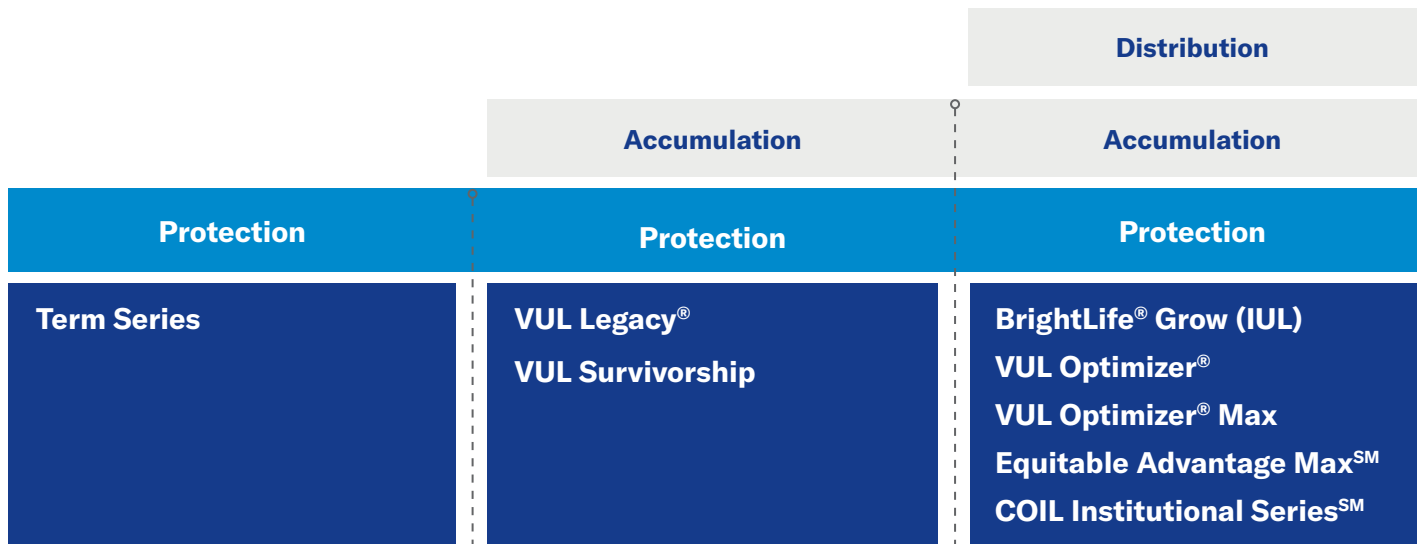 Distribution
Accumulation
Accumulation
Protection
Protection
Protection
Term Series
VUL Legacy®
VUL Survivorship
BrightLife® Grow (IUL)
VUL Optimizer®
VUL Optimizer® Max
Equitable Advantage Max℠
COIL Institutional Series℠